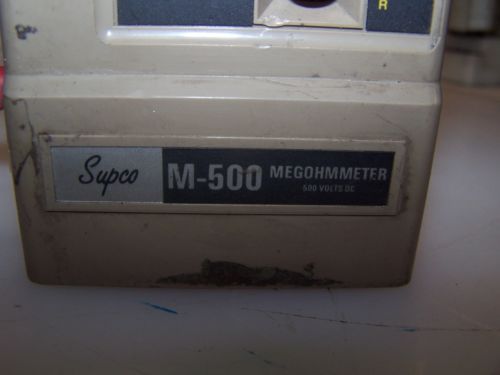 R
Supco M-500 MEGOHMMETER
500 VOLTS DC